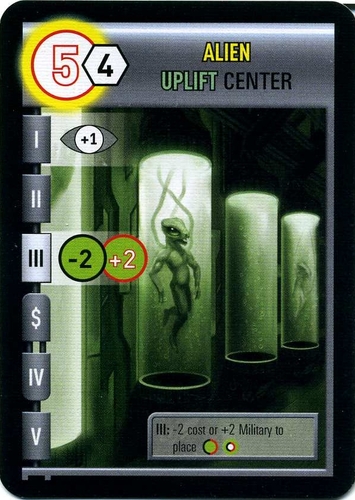 5 4
ALIEN
UPLIFT CENTER
I
+1
II
III
-2 +2
$
IV
V
III: -2 cost or +2 Military to
place